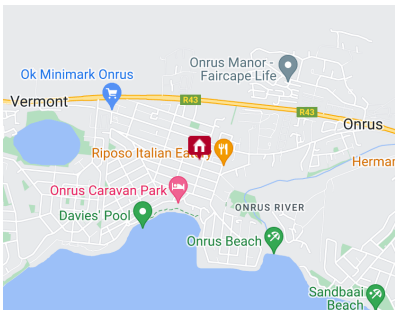 Onrus Manor -
Faircape Life
Ok Minimark Onrus
Vermont
R43
R43
Onrus
Riposo Italian Eatery
Herman
Onrus Caravan Park
Davies' Pool
ONRUS RIVER
Onrus Beach
Sandbaai
Beach